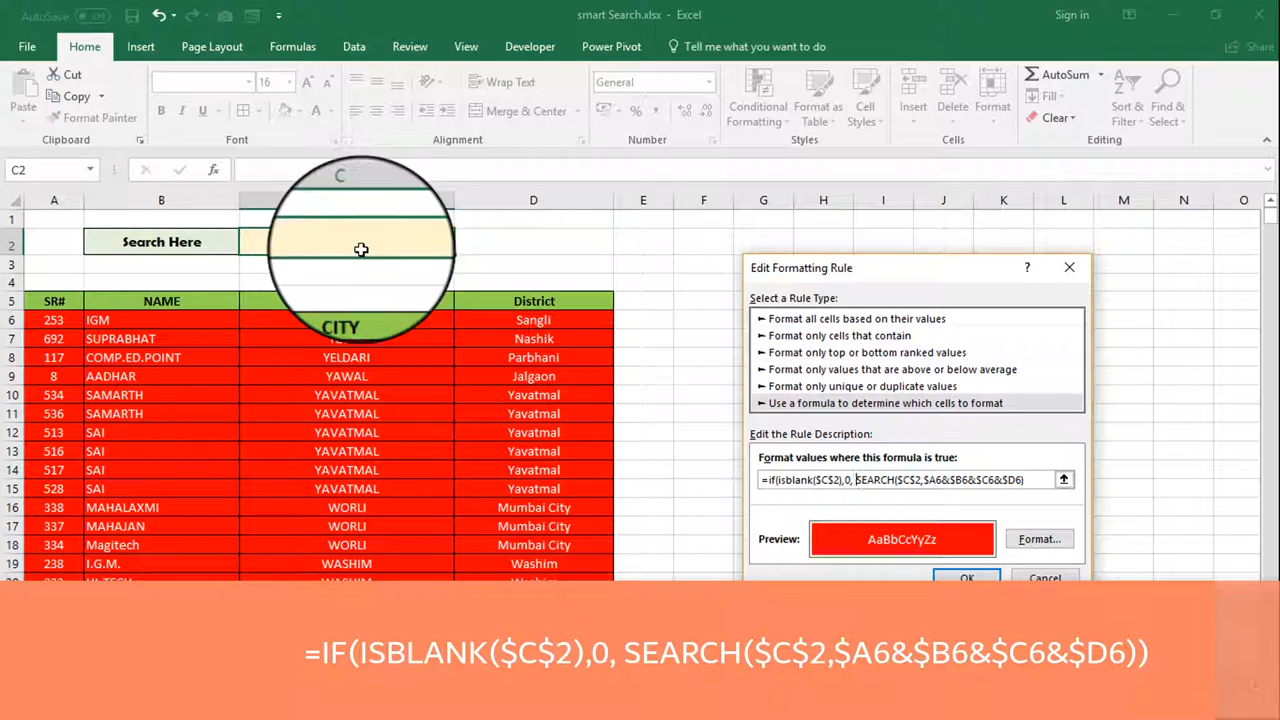 AutoSave Off
smart Search.xlsx - Excel
Sign in
File Home Insert Page Layout Formulas Data Review View Developer Power Pivot Tell me what you want to do Share
Cut
Copy
Format Painter
Paste
Clipboard
16
B I U A
Font
Wrap Text
Merge & Center
Alignment
General
%
Number
Conditional Formatting
Format as Table
Cell Styles
Styles
Insert
Delete
Format
Cells
AutoSum
Fill
Clear
Sort & Filter
Find & Select
Editing
C2 fx
A B C D E F G H I J K L M N O
1
2 Search Here
3
4
5 SR# NAME CITY District
6 253 IGM Sangli
7 692 SUPRABHAT Nashik
8 117 COMP.ED.POINT YELDARI Parbhani
9 8 AADHAR YAWAL Jalgaon
10 534 SAMARTH YAVATMAL Yavatmal
11 536 SAMARTH YAVATMAL Yavatmal
12 513 SAI YAVATMAL Yavatmal
13 516 SAI YAVATMAL Yavatmal
14 517 SAI YAVATMAL Yavatmal
15 528 SAI YAVATMAL Yavatmal
16 338 MAHALAXMI WORLI Mumbai City
17 337 MAHAJAN WORLI Mumbai City
18 334 Magitech WORLI Mumbai City
19 238 I.G.M. WASHIM Washim
Edit Formatting Rule ?
Select a Rule Type:
► Format all cells based on their values
► Format only cells that contain
► Format only top or bottom ranked values
► Format only values that are above or below average
► Format only unique or duplicate values
► Use a formula to determine which cells to format
Edit the Rule Description:
Format values where this formula is true:
=if(isblank($C$2),0, SEARCH($C$2,$A6&$B6&$C6&$D6)
Preview: AaBbCcYyZz Format...
OK Cancel
=IF(ISBLANK($C$2),0, SEARCH($C$2,$A6&$B6&$C6&$D6))